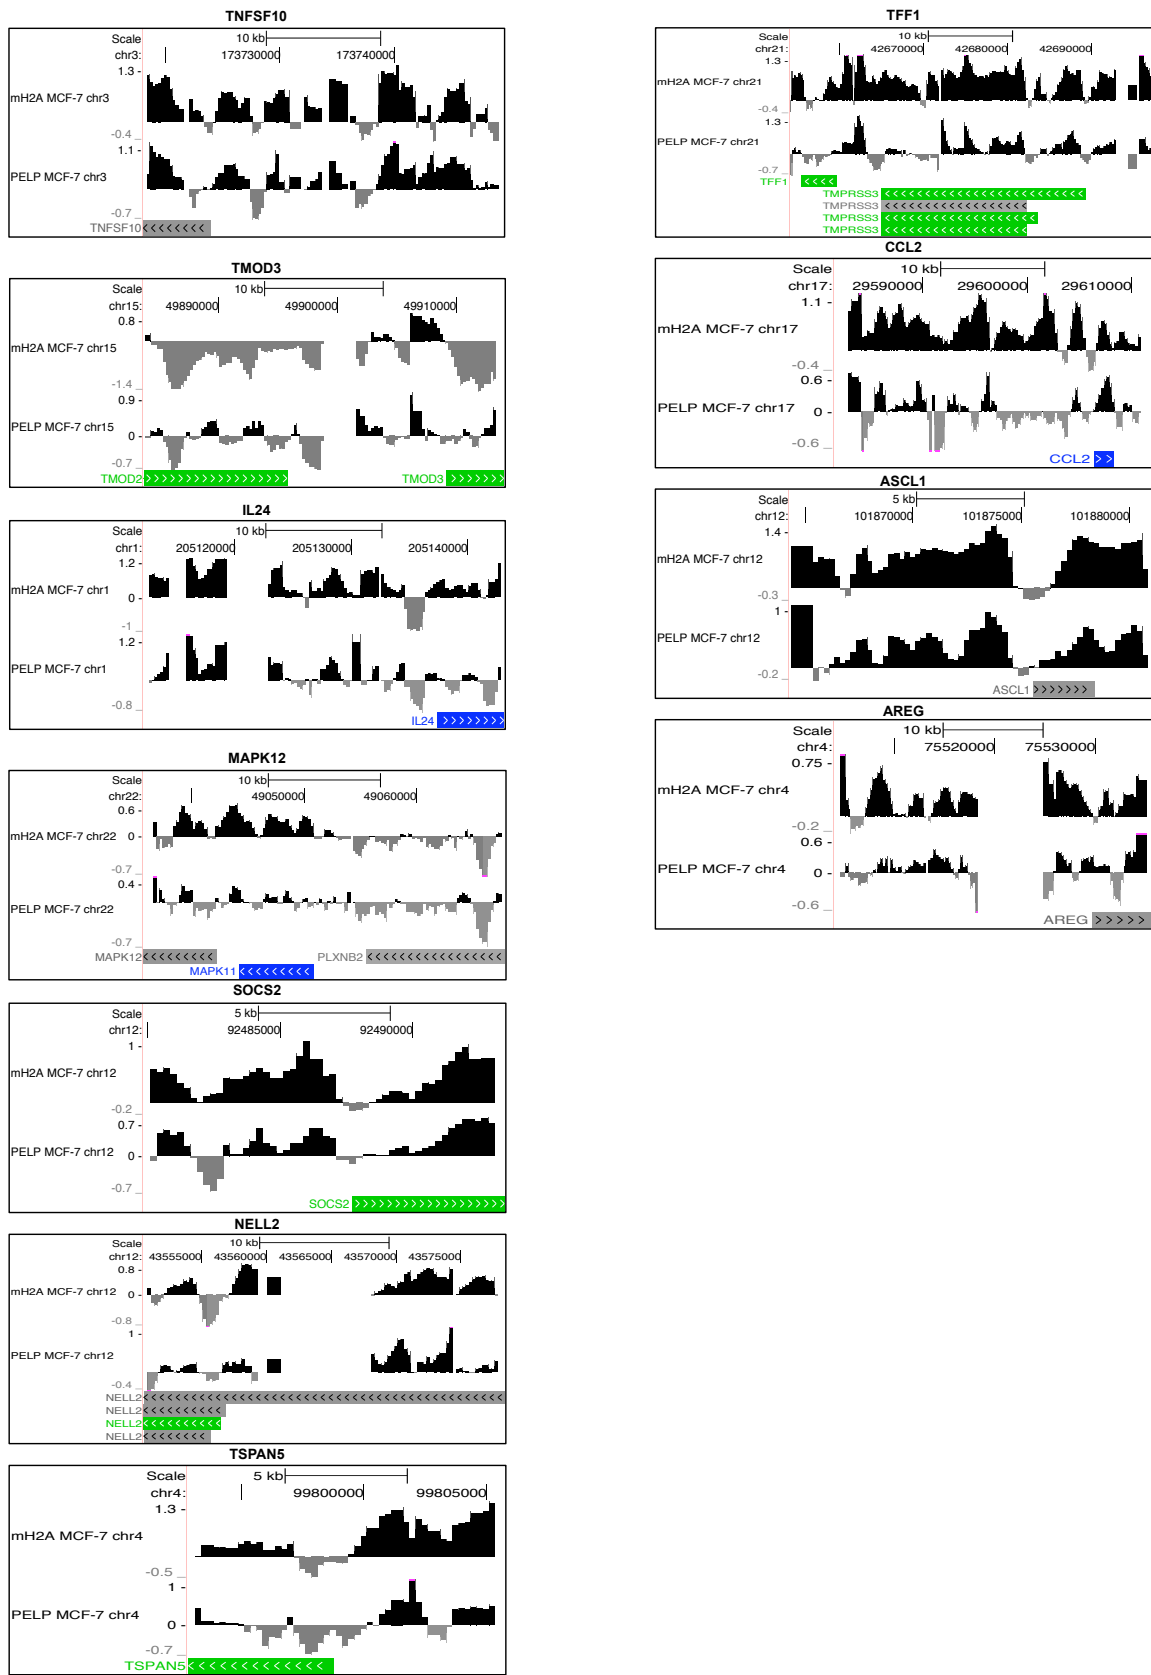 TNFSF10
Scale 10 kb
chr3: 173730000 173740000
1.3 -
mH2A MCF-7 chr3
-0.4 _
1.1 -
PELP MCF-7 chr3
-0.7 _
TNFSF10
TMOD3
Scale 10 kb
chr15: 49890000 49900000 49910000
0.8 -
mH2A MCF-7 chr15
-1.4 _
0.9 -
PELP MCF-7 chr15
0 -
-0.7 _
TMOD2 TMOD3
IL24
Scale 10 kb
chr1: 205120000 205130000 205140000
1.2 -
mH2A MCF-7 chr1
0 -
-1 _
1.2 -
PELP MCF-7 chr1
0 -
-0.8 _
IL24
MAPK12
Scale 10 kb
chr22: 49050000 49060000
0.6 -
mH2A MCF-7 chr22 0 -
-0.7 _
0.4 -
PELP MCF-7 chr22
-0.7 _
MAPK12 PLXNB2
MAPK11
SOCS2
Scale 5 kb
chr12: 92485000 92490000
1 -
mH2A MCF-7 chr12
-0.2 _
0.7 -
PELP MCF-7 chr12 0 -
-0.7 _
SOCS2
NELL2
Scale 10 kb
chr12: 43555000 43560000 43565000 43570000 43575000
0.8 -
mH2A MCF-7 chr12 0 -
-0.8 _
1 -
PELP MCF-7 chr12
-0.4 _
NELL2
NELL2
NELL2
NELL2
TSPAN5
Scale 5 kb
chr4: 99800000 99805000
1.3 -
mH2A MCF-7 chr4
-0.5 _
1 -
PELP MCF-7 chr4 0 -
-0.7 _
TSPAN5
TFF1
Scale 10 kb
chr21: 42670000 42680000 42690000
1.3 -
mH2A MCF-7 chr21
-0.4 _
1.3 -
PELP MCF-7 chr21
-0.7 _
TFF1
TMPRSS3
TMPRSS3
TMPRSS3
TMPRSS3
CCL2
Scale 10 kb
chr17: 29590000 29600000 29610000
1.1 -
mH2A MCF-7 chr17
-0.4 _
0.6 -
PELP MCF-7 chr17 0 -
-0.6 _
CCL2
ASCL1
Scale 5 kb
chr12: 101870000 101875000 101880000
1.4 -
mH2A MCF-7 chr12
-0.3 _
1 -
PELP MCF-7 chr12
-0.2 _
ASCL1
AREG
Scale 10 kb
chr4: 75520000 75530000
0.75 -
mH2A MCF-7 chr4
-0.2 _
0.6 -
PELP MCF-7 chr4 0 -
-0.6 _
AREG